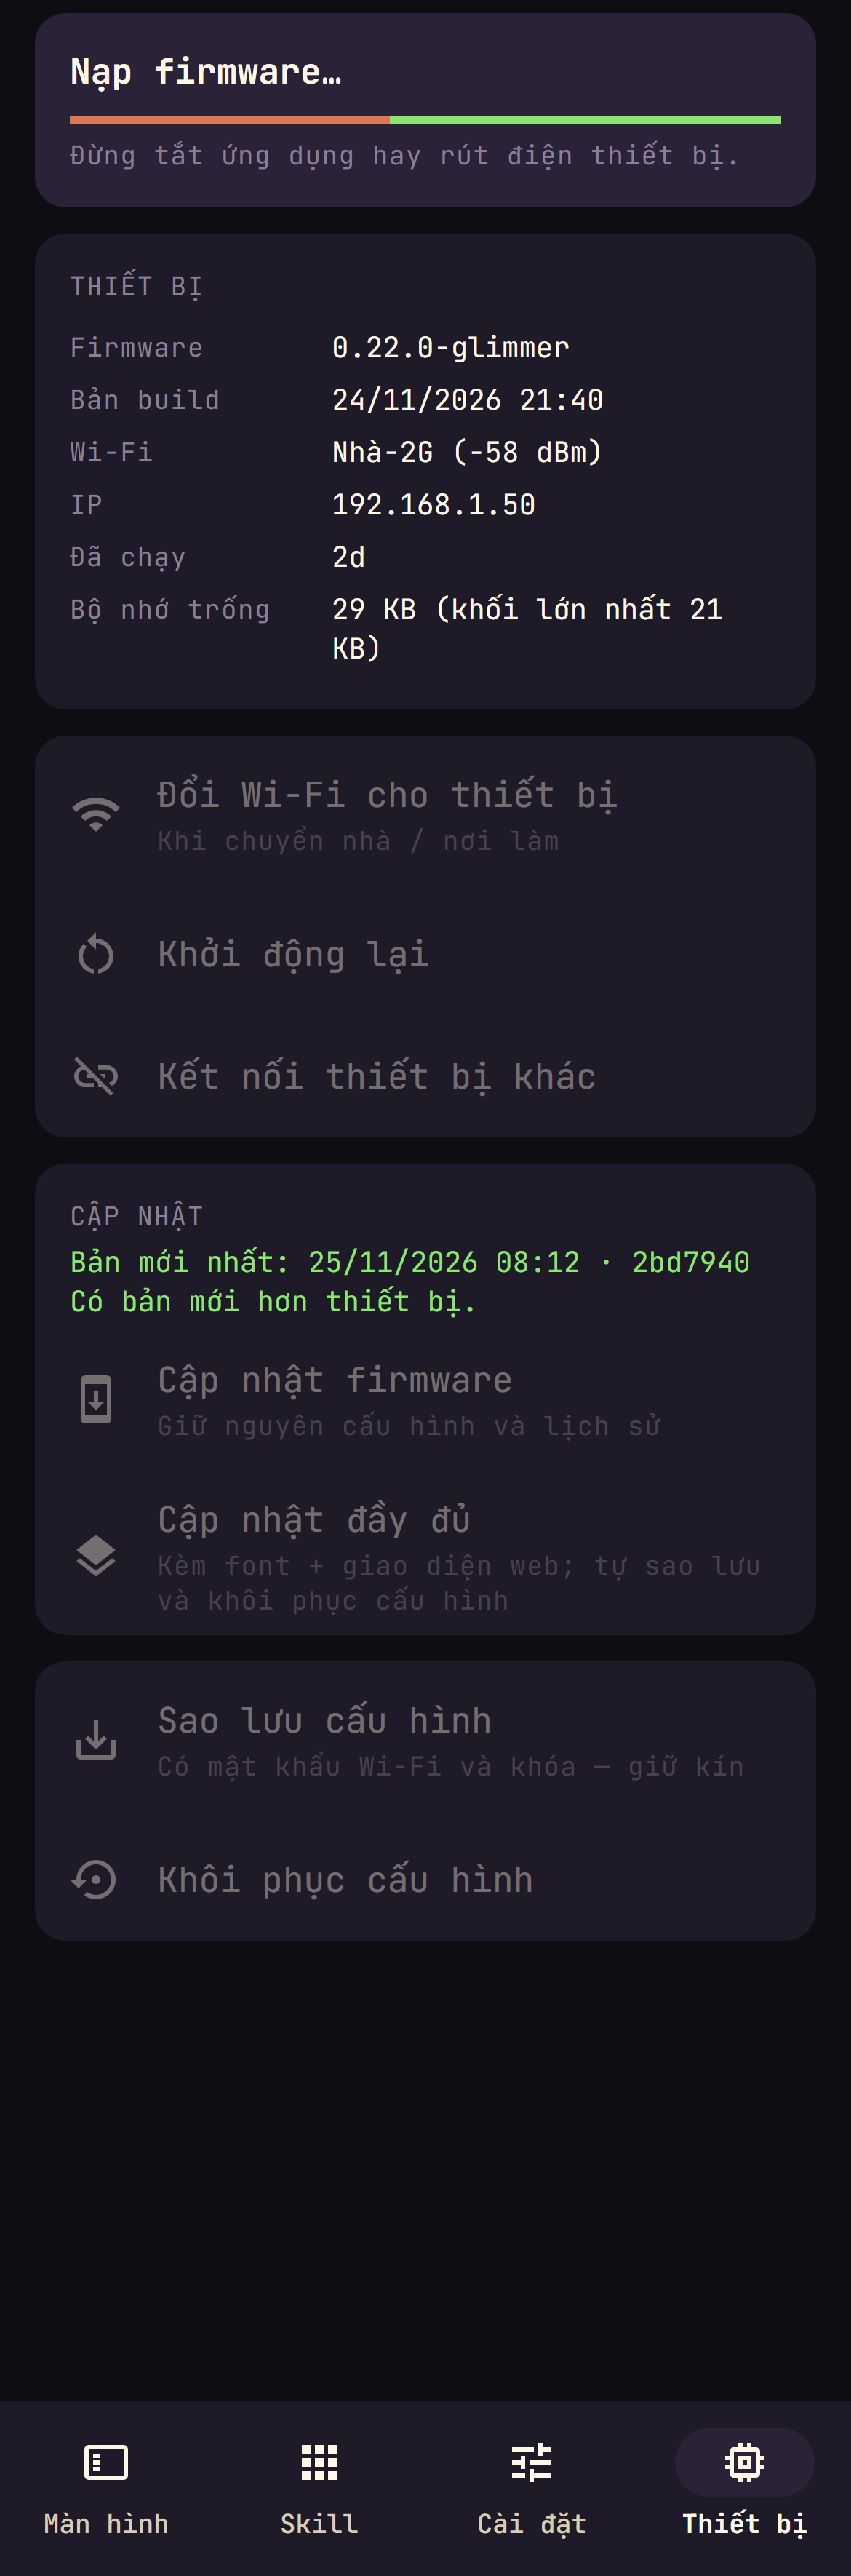 Nạp firmware…
Đừng tắt ứng dụng hay rút điện thiết bị.
THIẾT BỊ
Firmware 0.22.0-glimmer
Bản build 24/11/2026 21:40
Wi-Fi Nhà-2G (-58 dBm)
IP 192.168.1.50
Đã chạy 2d
Bộ nhớ trống 29 KB (khối lớn nhất 21
KB)
Đổi Wi-Fi cho thiết bị
Khi chuyển nhà / nơi làm
Khởi động lại
Kết nối thiết bị khác
CẬP NHẬT
Bản mới nhất: 25/11/2026 08:12 · 2bd7940
Có bản mới hơn thiết bị.
Cập nhật firmware
Giữ nguyên cấu hình và lịch sử
Cập nhật đầy đủ
Kèm font + giao diện web; tự sao lưu
và khôi phục cấu hình
Sao lưu cấu hình
Có mật khẩu Wi-Fi và khóa — giữ kín
Khôi phục cấu hình
Màn hình Skill Cài đặt Thiết bị